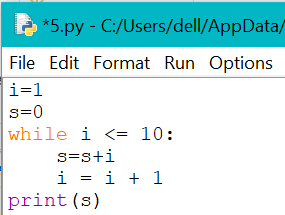 *5.py - C:/Users/dell/AppData/
File Edit Format Run Options
i=1
s=0
while i <= 10:
    s=s+i
    i = i + 1
print(s)